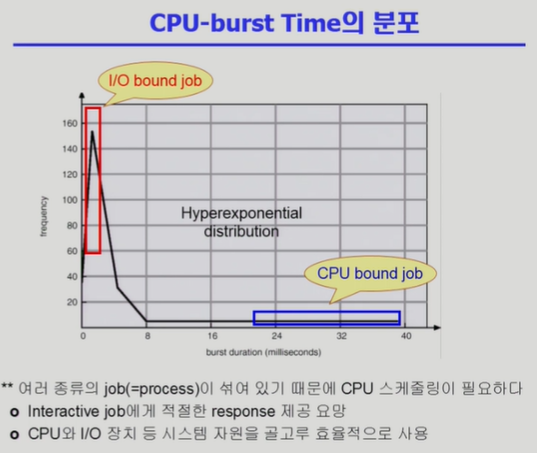 CPU-burst Time의 분포
I/O bound job
160
140
120
100
80
60
40
20
frequency
Hyperexponential
distribution
CPU bound job
0
8
16
24
32
40
burst duration (milliseconds)
** 여러 종류의 job(=process)이 섞여 있기 때문에 CPU 스케줄링이 필요하다
o Interactive job에게 적절한 response 제공 요망
o CPU와 I/O 장치 등 시스템 자원을 골고루 효율적으로 사용